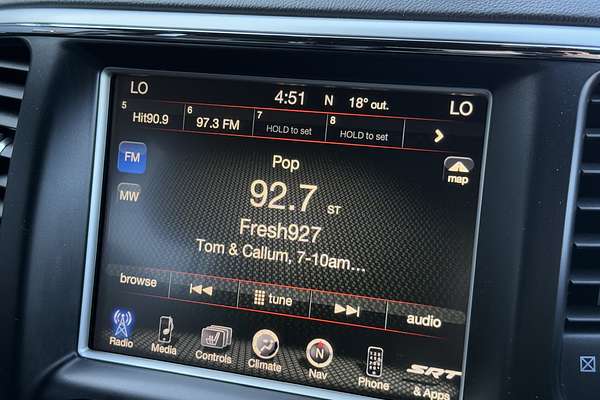 LO 4:51 N 18° out. LO
5 Hit90.9 6 97.3 FM 7 HOLD to set 8 HOLD to set
FM
Pop
map
92.7 ST
MW
Fresh927
Tom & Callum, 7-10am...
browse tune audio
Radio Media Controls Climate Nav Phone SRT & Apps
N